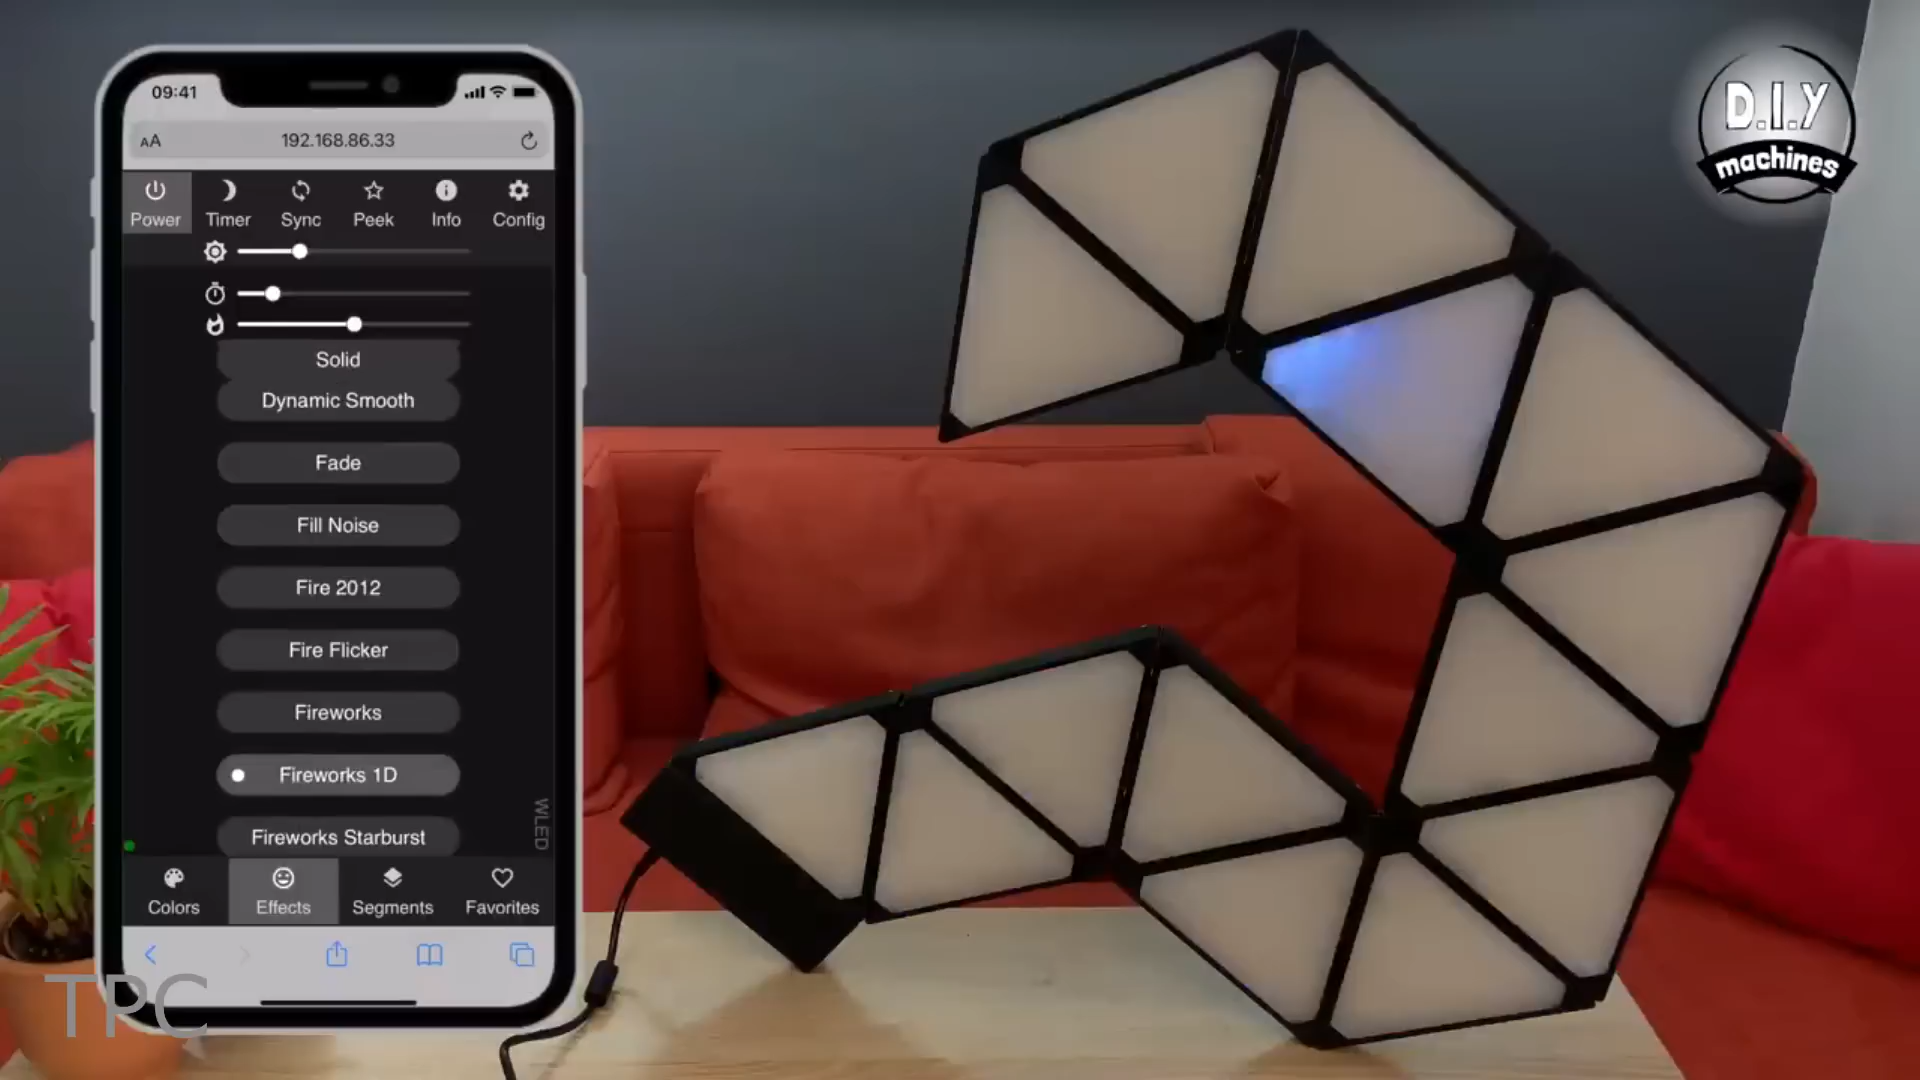 09:41
AA
192.168.86.33
Power
Timer
Sync
Peek
Info
Config
Solid
Dynamic Smooth
Fade
Fill Noise
Fire 2012
Fire Flicker
Fireworks
Fireworks 1D
Fireworks Starburst
WLED
Colors
Effects
Segments
Favorites
D.I.Y
machines
TPC